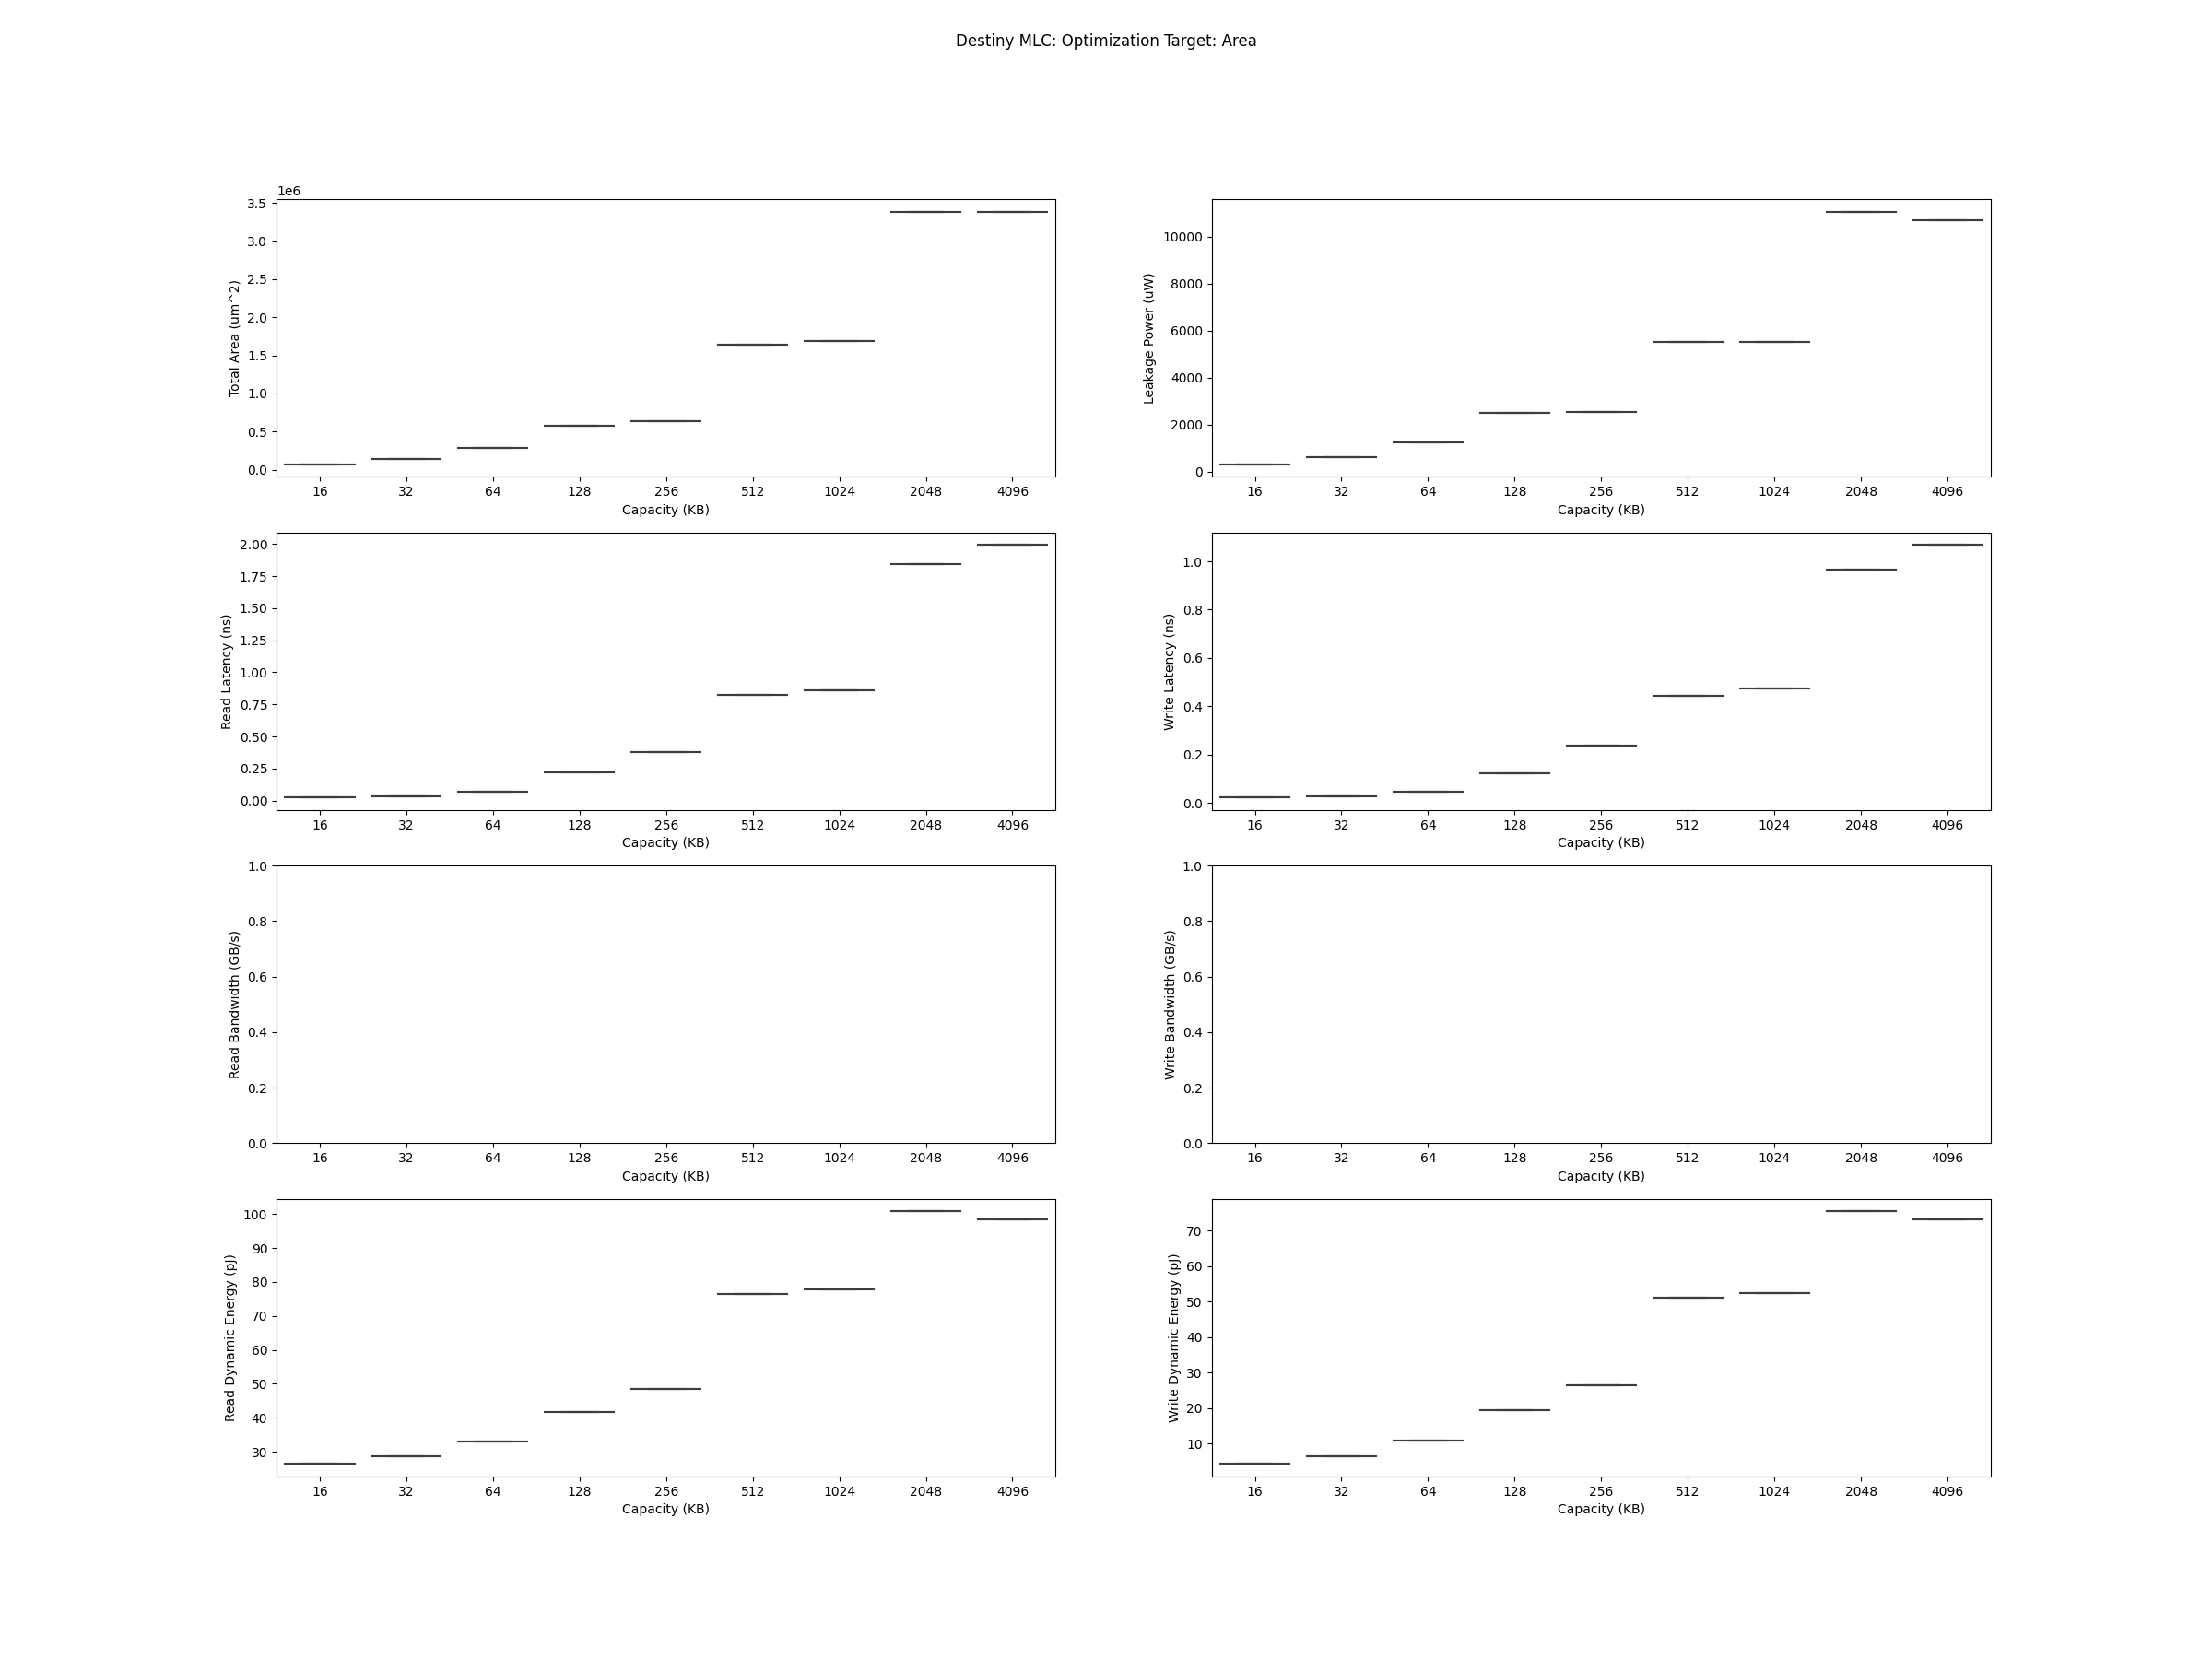 Destiny MLC: Optimization Target: Area
1e6
3.5
3.0
2.5
2.0
1.5
1.0
0.5
0.0
Total Area (um^2)
16 32 64 128 256 512 1024 2048 4096
Capacity (KB)
10000
8000
6000
4000
2000
0
Leakage Power (uW)
16 32 64 128 256 512 1024 2048 4096
Capacity (KB)
2.00
1.75
1.50
1.25
1.00
0.75
0.50
0.25
0.00
Read Latency (ns)
16 32 64 128 256 512 1024 2048 4096
Capacity (KB)
1.0
0.8
0.6
0.4
0.2
0.0
Write Latency (ns)
16 32 64 128 256 512 1024 2048 4096
Capacity (KB)
1.0
0.8
0.6
0.4
0.2
0.0
Read Bandwidth (GB/s)
16 32 64 128 256 512 1024 2048 4096
Capacity (KB)
1.0
0.8
0.6
0.4
0.2
0.0
Write Bandwidth (GB/s)
16 32 64 128 256 512 1024 2048 4096
Capacity (KB)
100
90
80
70
60
50
40
30
Read Dynamic Energy (pJ)
16 32 64 128 256 512 1024 2048 4096
Capacity (KB)
70
60
50
40
30
20
10
Write Dynamic Energy (pJ)
16 32 64 128 256 512 1024 2048 4096
Capacity (KB)